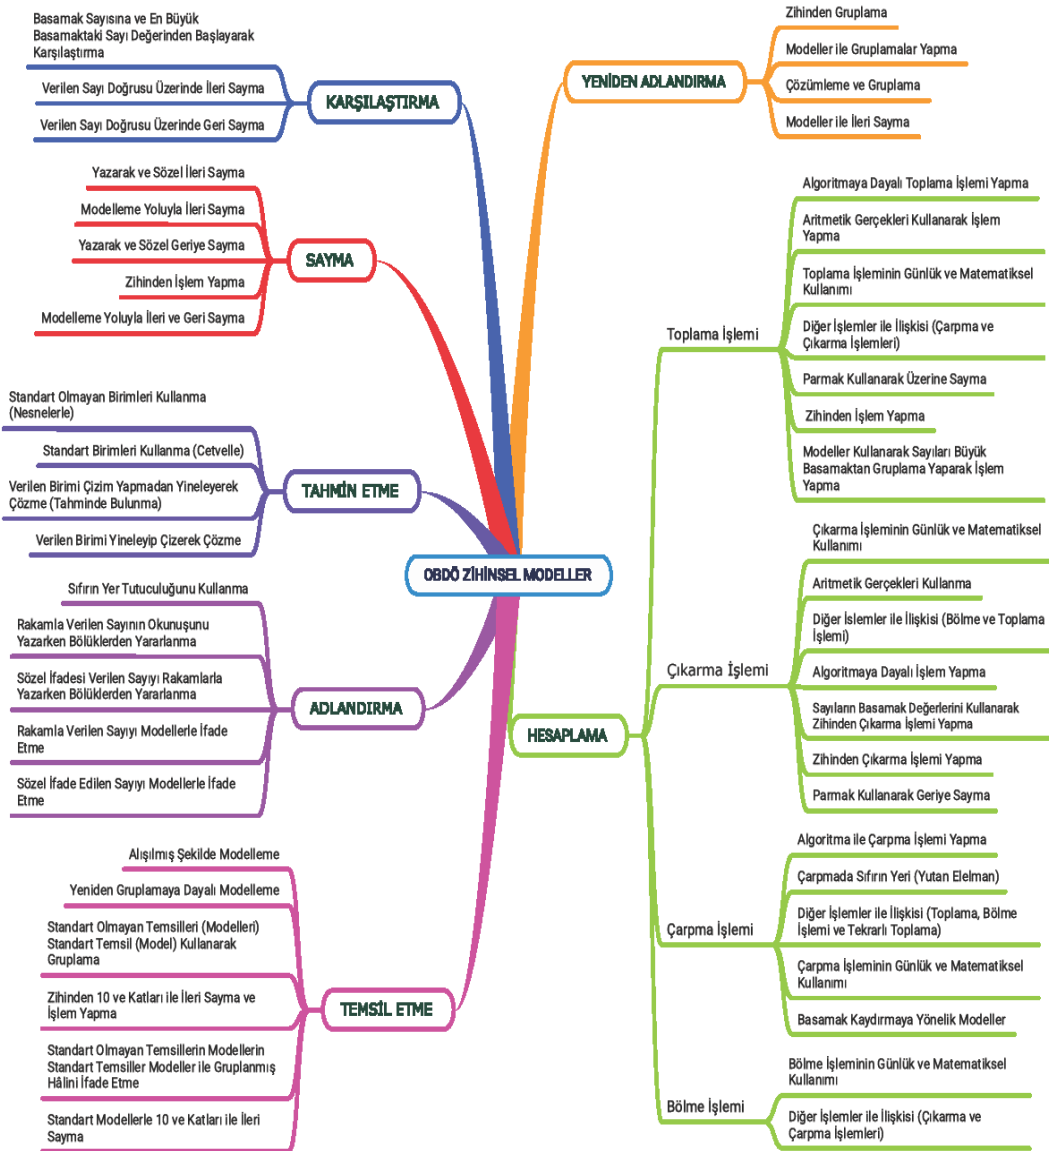 Basamak Sayısına ve En Büyük
Basamaktaki Sayı Değerinden Başlayarak
Karşılaştırma
Verilen Sayı Doğrusu Üzerinde İleri Sayma
Verilen Sayı Doğrusu Üzerinde Geri Sayma
KARŞILAŞTIRMA
Yazarak ve Sözel İleri Sayma
Modelleme Yoluyla İleri Sayma
Yazarak ve Sözel Geriye Sayma
Zihinden İşlem Yapma
Modelleme Yoluyla İleri ve Geri Sayma
SAYMA
Standart Olmayan Birimleri Kullanma
(Nesnelerle)
Standart Birimleri Kullanma (Cetvelle)
Verilen Birimi Çizim Yapmadan Yineleyerek
Çözme (Tahminde Bulunma)
Verilen Birimi Yineleyip Çizerek Çözme
TAHMİN ETME
Sıfırın Yer Tutuculuğunu Kullanma
Rakamla Verilen Sayının Okunuşunu
Yazarken Bölüklerden Yararlanma
Sözel İfadesi Verilen Sayıyı Rakamlarla
Yazarken Bölüklerden Yararlanma
Rakamla Verilen Sayıyı Modellerle İfade
Etme
Sözel İfade Edilen Sayıyı Modellerle İfade
Etme
ADLANDIRMA
Alışılmış Şekilde Modelleme
Yeniden Gruplamaya Dayalı Modelleme
Standart Olmayan Temsilleri (Modelleri)
Standart Temsil (Model) Kullanarak
Gruplama
Zihinden 10 ve Katları ile İleri Sayma ve
İşlem Yapma
Standart Olmayan Temsillerin Modellerin
Standart Temsiller Modeller ile Gruplanmış
Hâlini İfade Etme
Standart Modellerle 10 ve Katları ile İleri
Sayma
TEMSİL ETME
OBDÖ ZİHİNSEL MODELLER
YENİDEN ADLANDIRMA
Zihinden Gruplama
Modeller ile Gruplamalar Yapma
Çözümleme ve Gruplama
Modeller ile İleri Sayma
HESAPLAMA
Toplama İşlemi
Algoritmaya Dayalı Toplama İşlemi Yapma
Aritmetik Gerçekleri Kullanarak İşlem
Yapma
Toplama İşleminin Günlük ve Matematiksel
Kullanımı
Diğer İşlemler ile İlişkisi (Çarpma ve
Çıkarma İşlemleri)
Parmak Kullanarak Üzerine Sayma
Zihinden İşlem Yapma
Modeller Kullanarak Sayıları Büyük
Basamaktan Gruplama Yaparak İşlem
Yapma
Çıkarma İşlemi
Çıkarma İşleminin Günlük ve Matematiksel
Kullanımı
Aritmetik Gerçekleri Kullanma
Diğer İslemler ile İlişkisi (Bölme ve Toplama
İşlemi)
Algoritmaya Dayalı İşlem Yapma
Sayıların Basamak Değerlerini Kullanarak
Zihinden Çıkarma İşlemi Yapma
Zihinden Çıkarma İşlemi Yapma
Parmak Kullanarak Geriye Sayma
Çarpma İşlemi
Algoritma ile Çarpma İşlemi Yapma
Çarpmada Sıfırın Yeri (Yutan Elelman)
Diğer İşlemler ile İlişkisi (Toplama, Bölme
İşlemi ve Tekrarlı Toplama)
Çarpma İşleminin Günlük ve Matematiksel
Kullanımı
Basamak Kaydırmaya Yönelik Modeller
Bölme İşlemi
Bölme İşleminin Günlük ve Matematiksel
Kullanımı
Diğer İşlemler ile İlişkisi (Çıkarma ve
Çarpma İşlemleri)